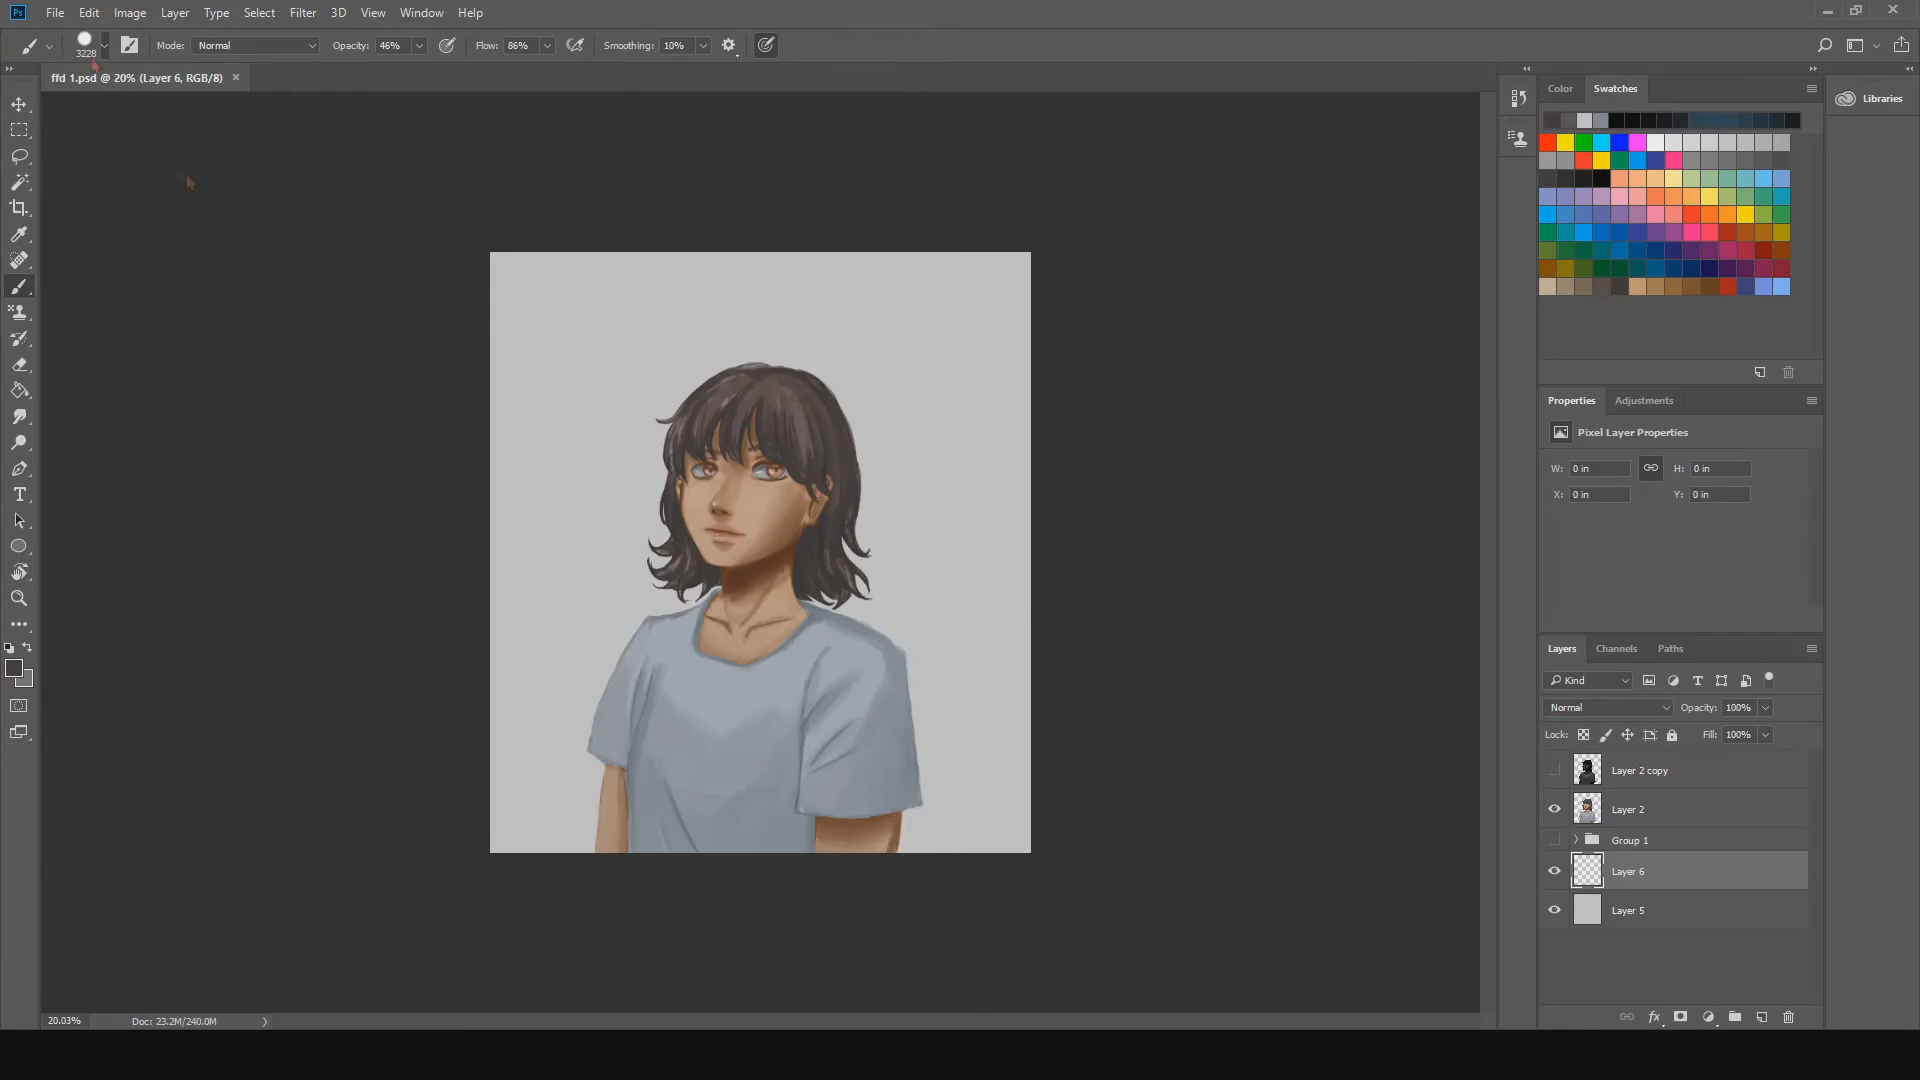 Ps File Edit Image Layer Type Select Filter 3D View Window Help
3228 Mode: Normal Opacity: 46% Flow: 86% Smoothing: 10%
ffd 1.psd @ 20% (Layer 6, RGB/8) ×
Color Swatches
Libraries
Properties Adjustments
Pixel Layer Properties
W: 0 in H: 0 in
X: 0 in Y: 0 in
Layers Channels Paths
Kind
Normal Opacity: 100%
Lock: Fill: 100%
Layer 2 copy
Layer 2
Group 1
Layer 6
Layer 5
fx
20.03% Doc: 23.2M/240.0M